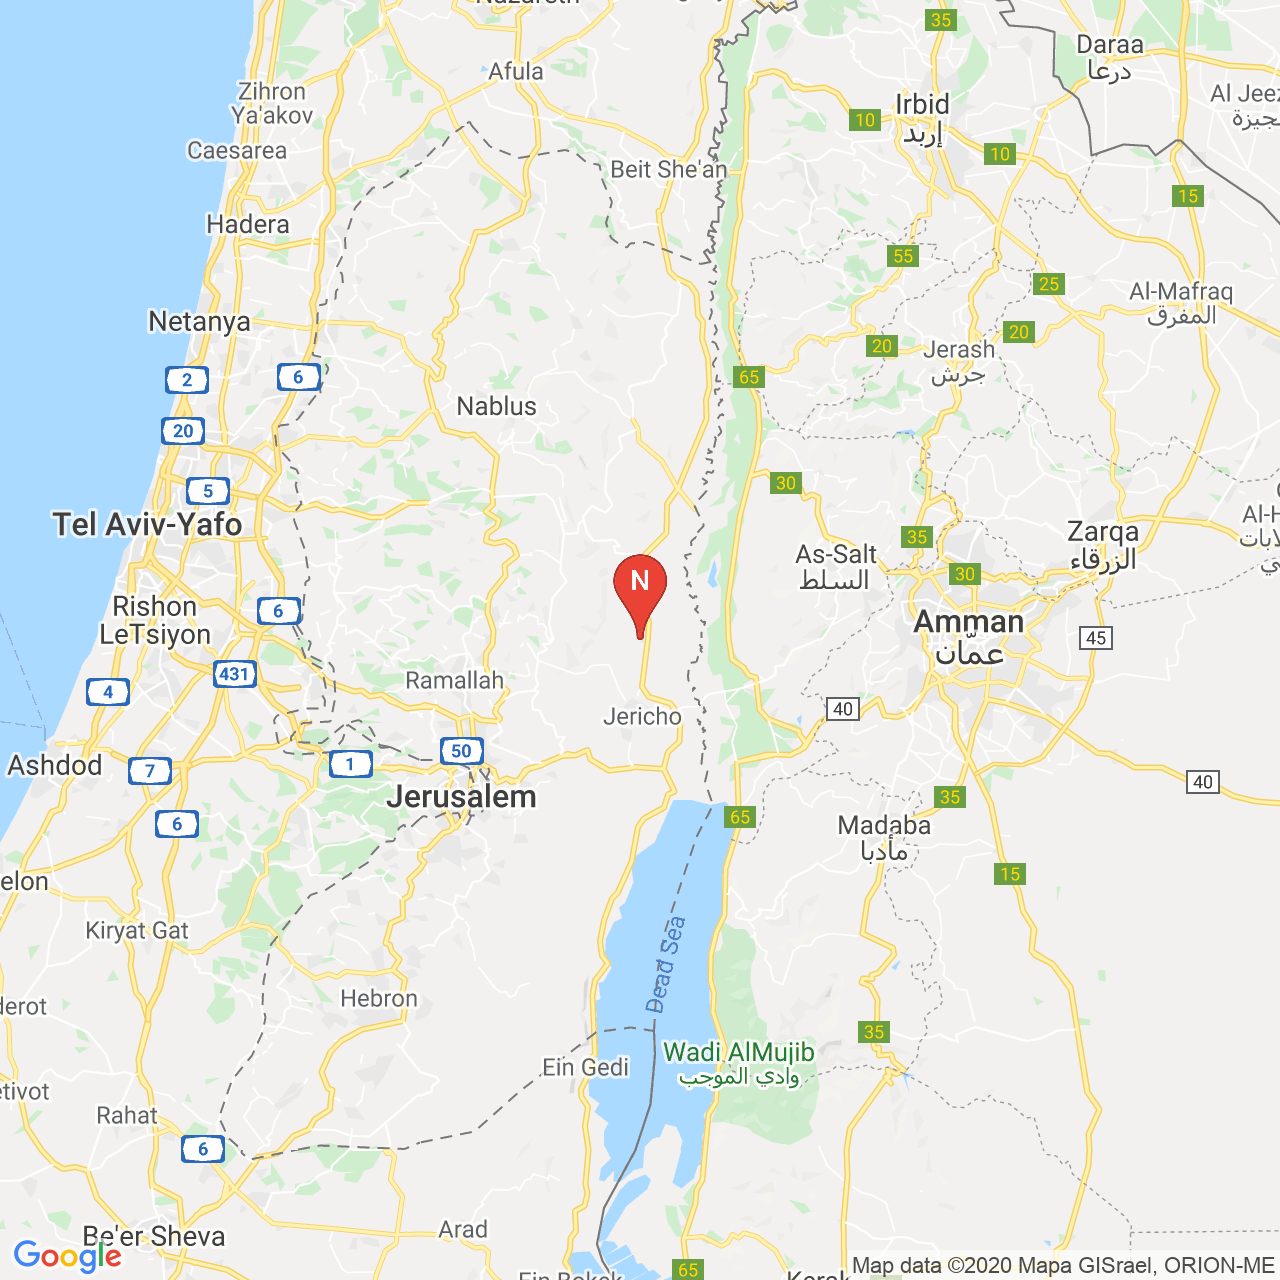 Nazareth
35
Daraa
درعا
Afula
Zihron
Ya'akov
Irbid
إربد
Al Jeez
Caesarea
10
10
Beit She'an
15
Hadera
55
25
Al-Mafraq
المفرق
Netanya
20
20
Jerash
جرش
2
6
65
Nablus
20
5
30
Tel Aviv-Yafo
35
Zarqa
الزرقاء
As-Salt
السلط
30
N
Rishon
LeTsiyon
6
Amman
عمّان
45
431
Ramallah
4
40
Jericho
Ashdod
7
1
50
40
Jerusalem
35
6
65
Madaba
مأدبا
elon
15
Kiryat Gat
Dead Sea
Hebron
derot
35
Wadi AlMujib
وادي الموجب
Ein Gedi
etivot
Rahat
6
Be'er Sheva
Arad
Google
65
Ein Bokek
Karak
Map data ©2020 Mapa GISrael, ORION-ME